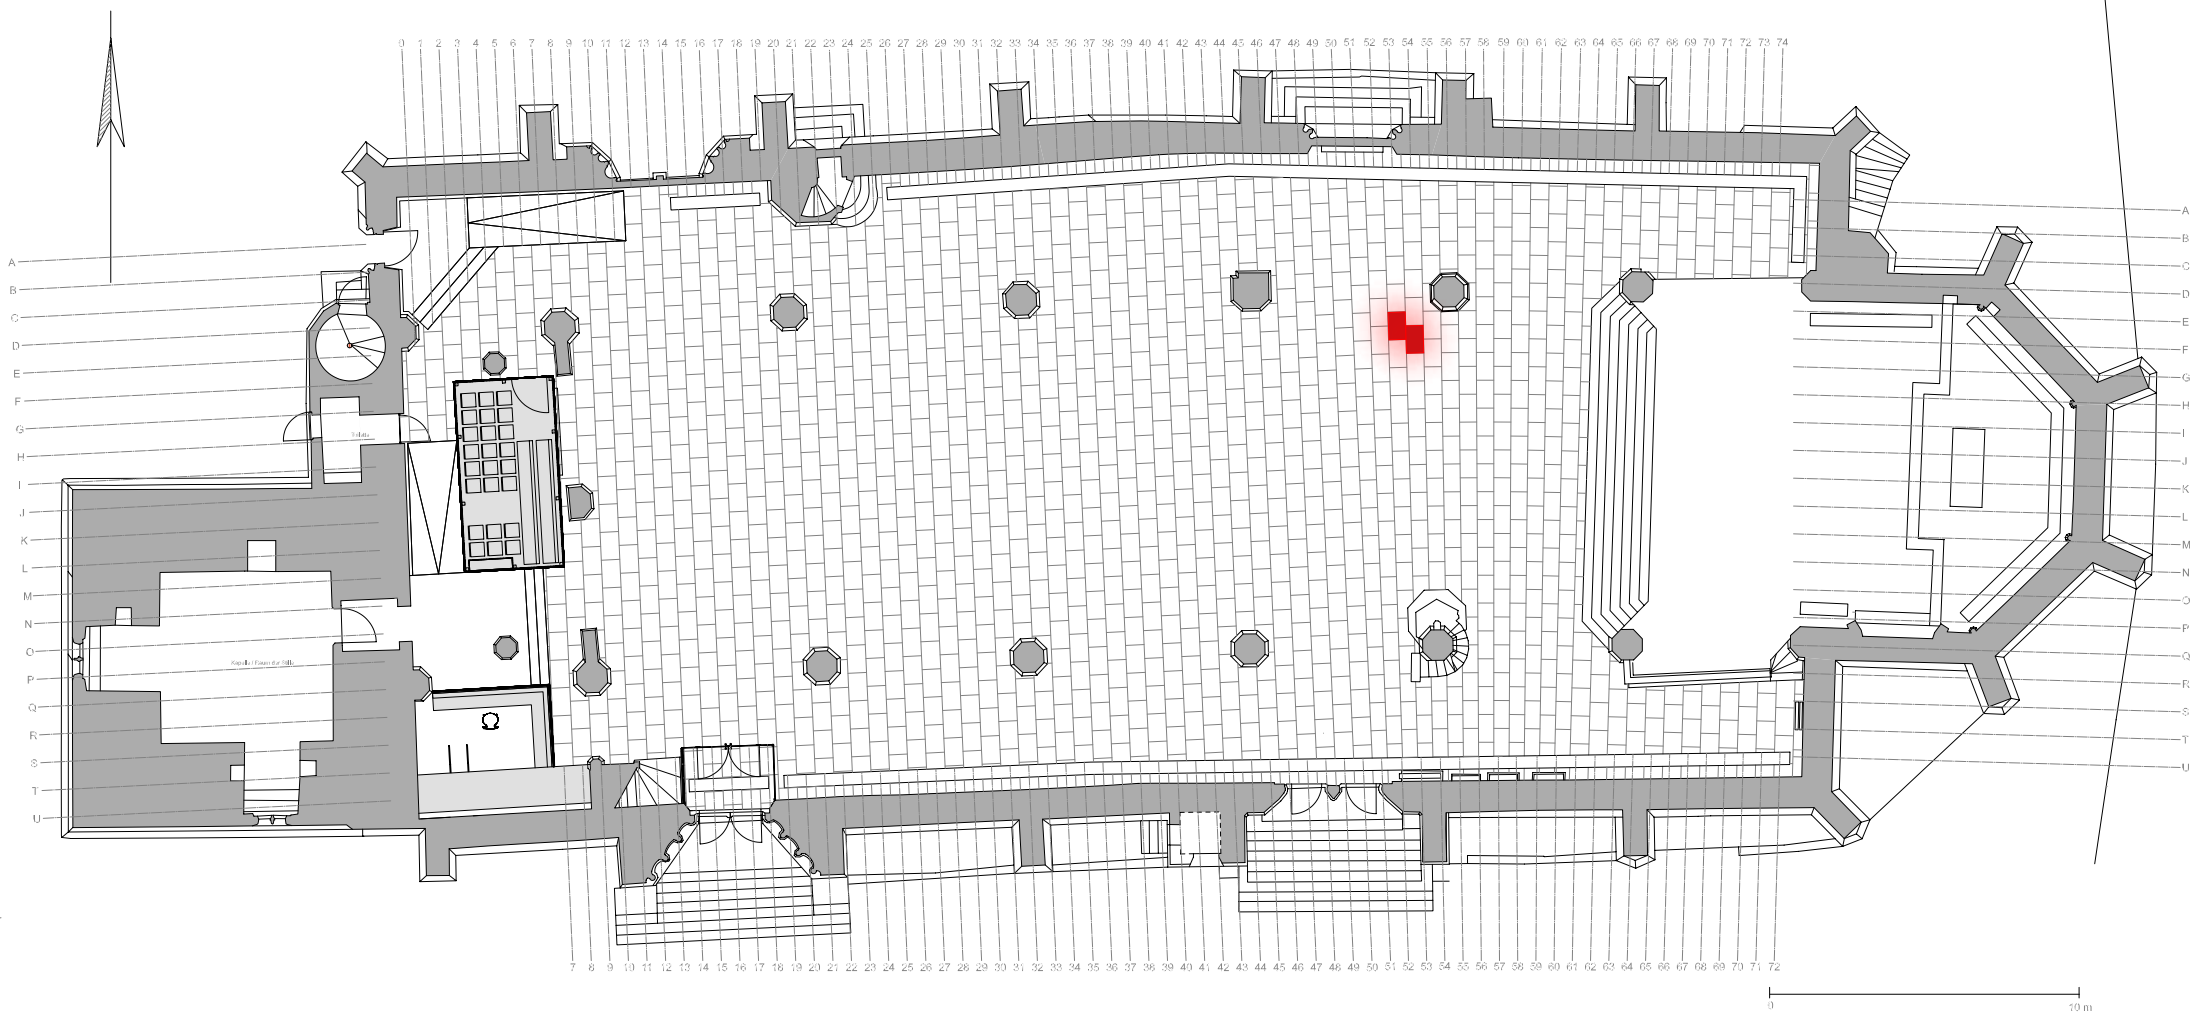 0 1 2 3 4 5 6 7 8 9 10 11 12 13 14 15 16 17 18 19 20 21 22 23 24 25 26 27 28 29 30 31 32 33 34 35 36 37 38 39 40 41 42 43 44 45 46 47 48 49 50 51 52 53 54 55 56 57 58 59 60 61 62 63 64 65 66 67 68 69 70 71 72 73 74
A
B
C
D
E
F
G
H
I
J
K
L
M
N
O
P
Q
R
S
T
U
A
B
C
D
E
F
G
H
I
J
K
L
M
N
O
P
Q
R
S
T
U
7 8 9 10 11 12 13 14 15 16 17 18 19 20 21 22 23 24 25 26 27 28 29 30 31 32 33 34 35 36 37 38 39 40 41 42 43 44 45 46 47 48 49 50 51 52 53 54 55 56 57 58 59 60 61 62 63 64 65 66 67 68 69 70 71 72
0 10 m